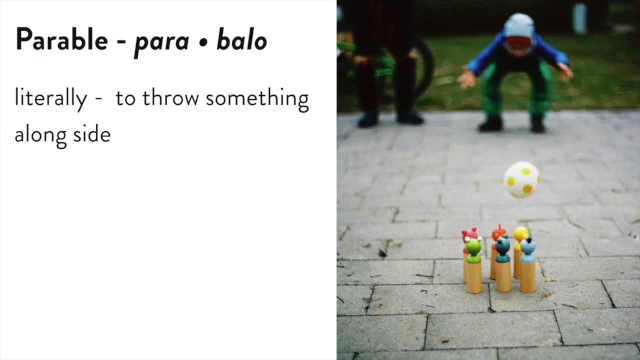 Parable - para • balo
literally - to throw something
along side